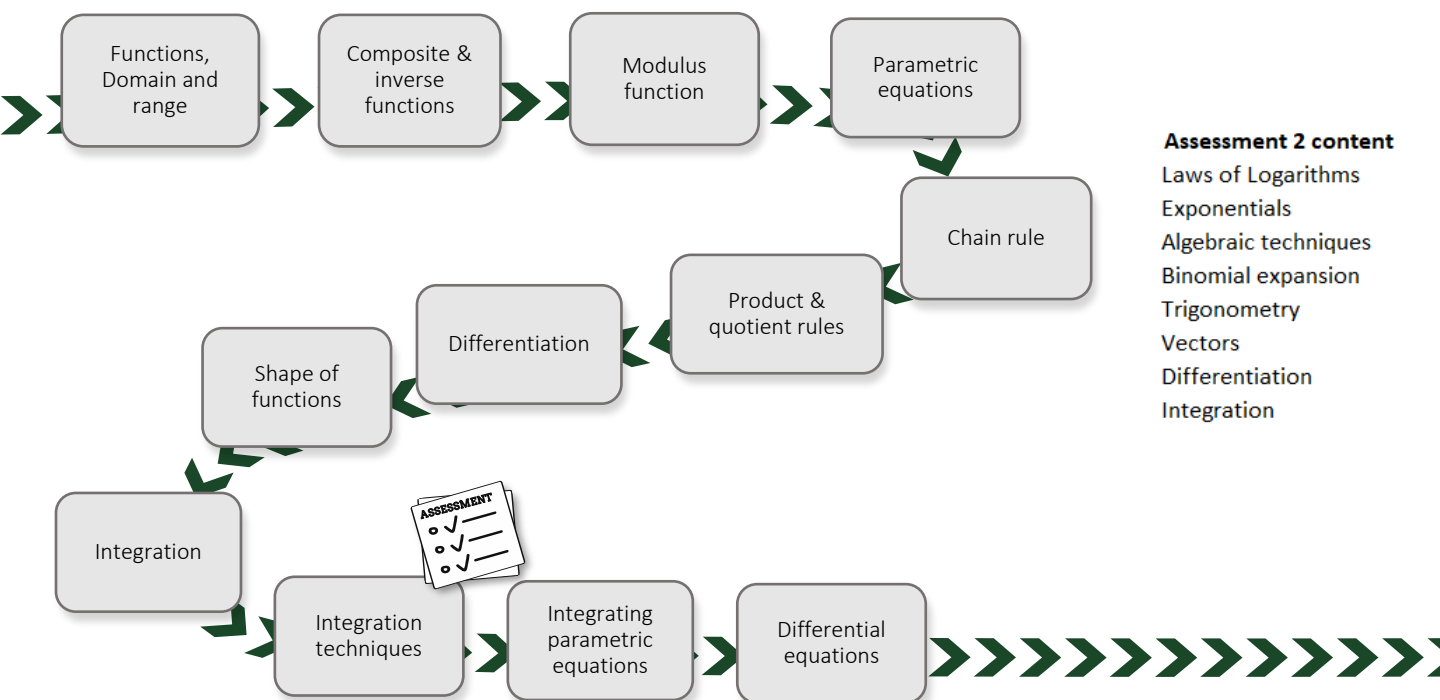 Functions,
Domain and
range
Composite &
inverse
functions
Modulus
function
Parametric
equations
Chain rule
Product &
quotient rules
Differentiation
Shape of
functions
Integration
ASSESSMENT
Integration
techniques
Integrating
parametric
equations
Differential
equations
Assessment 2 content
Laws of Logarithms
Exponentials
Algebraic techniques
Binomial expansion
Trigonometry
Vectors
Differentiation
Integration